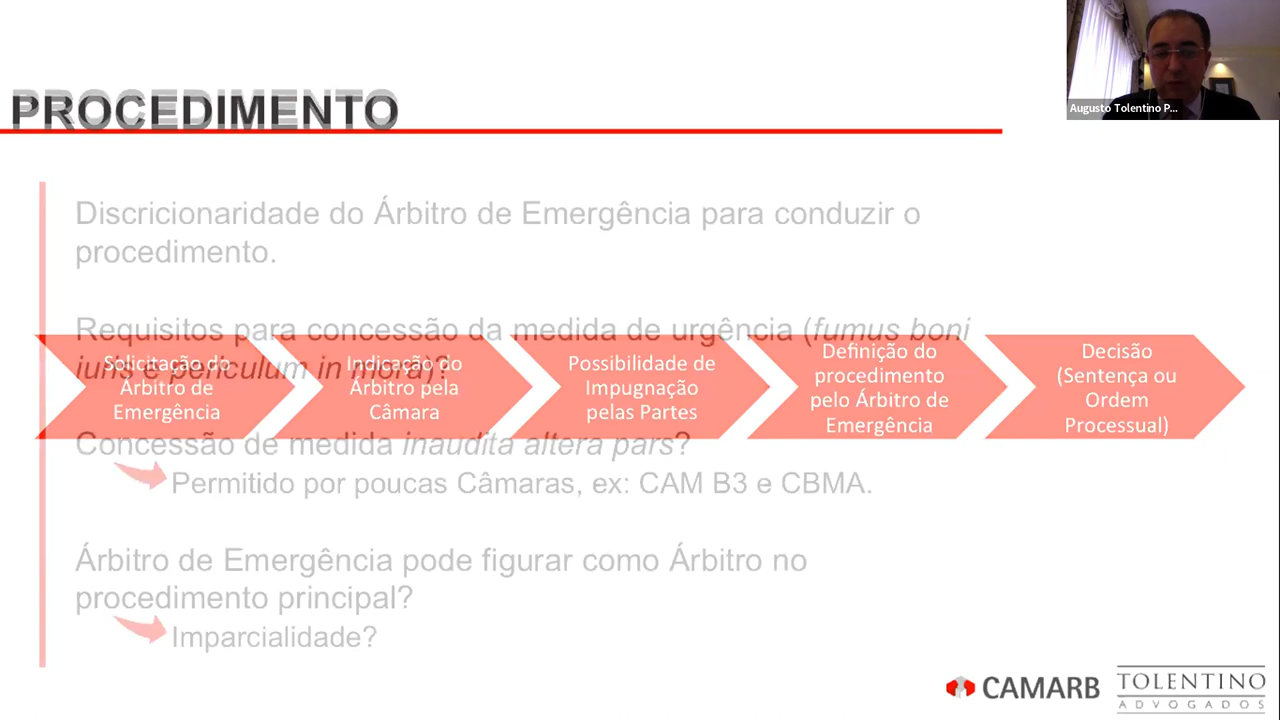 Augusto Tolentino P...
PROCEDIMENTO
Discricionaridade do Árbitro de Emergência para conduzir o
procedimento.
Requisitos para concessão da medida de urgência (fumus boni
iuris e periculum in mora)?
Solicitação do
Árbitro de
Emergência
Indicação do
Árbitro pela
Câmara
Possibilidade de
Impugnação
pelas Partes
Definição do
procedimento
pelo Árbitro de
Emergência
Decisão
(Sentença ou
Ordem
Processual)
Concessão de medida inaudita altera pars?
Permitido por poucas Câmaras, ex: CAM B3 e CBMA.
Árbitro de Emergência pode figurar como Árbitro no
procedimento principal?
Imparcialidade?
CAMARB
TOLENTINO
ADVOGADOS